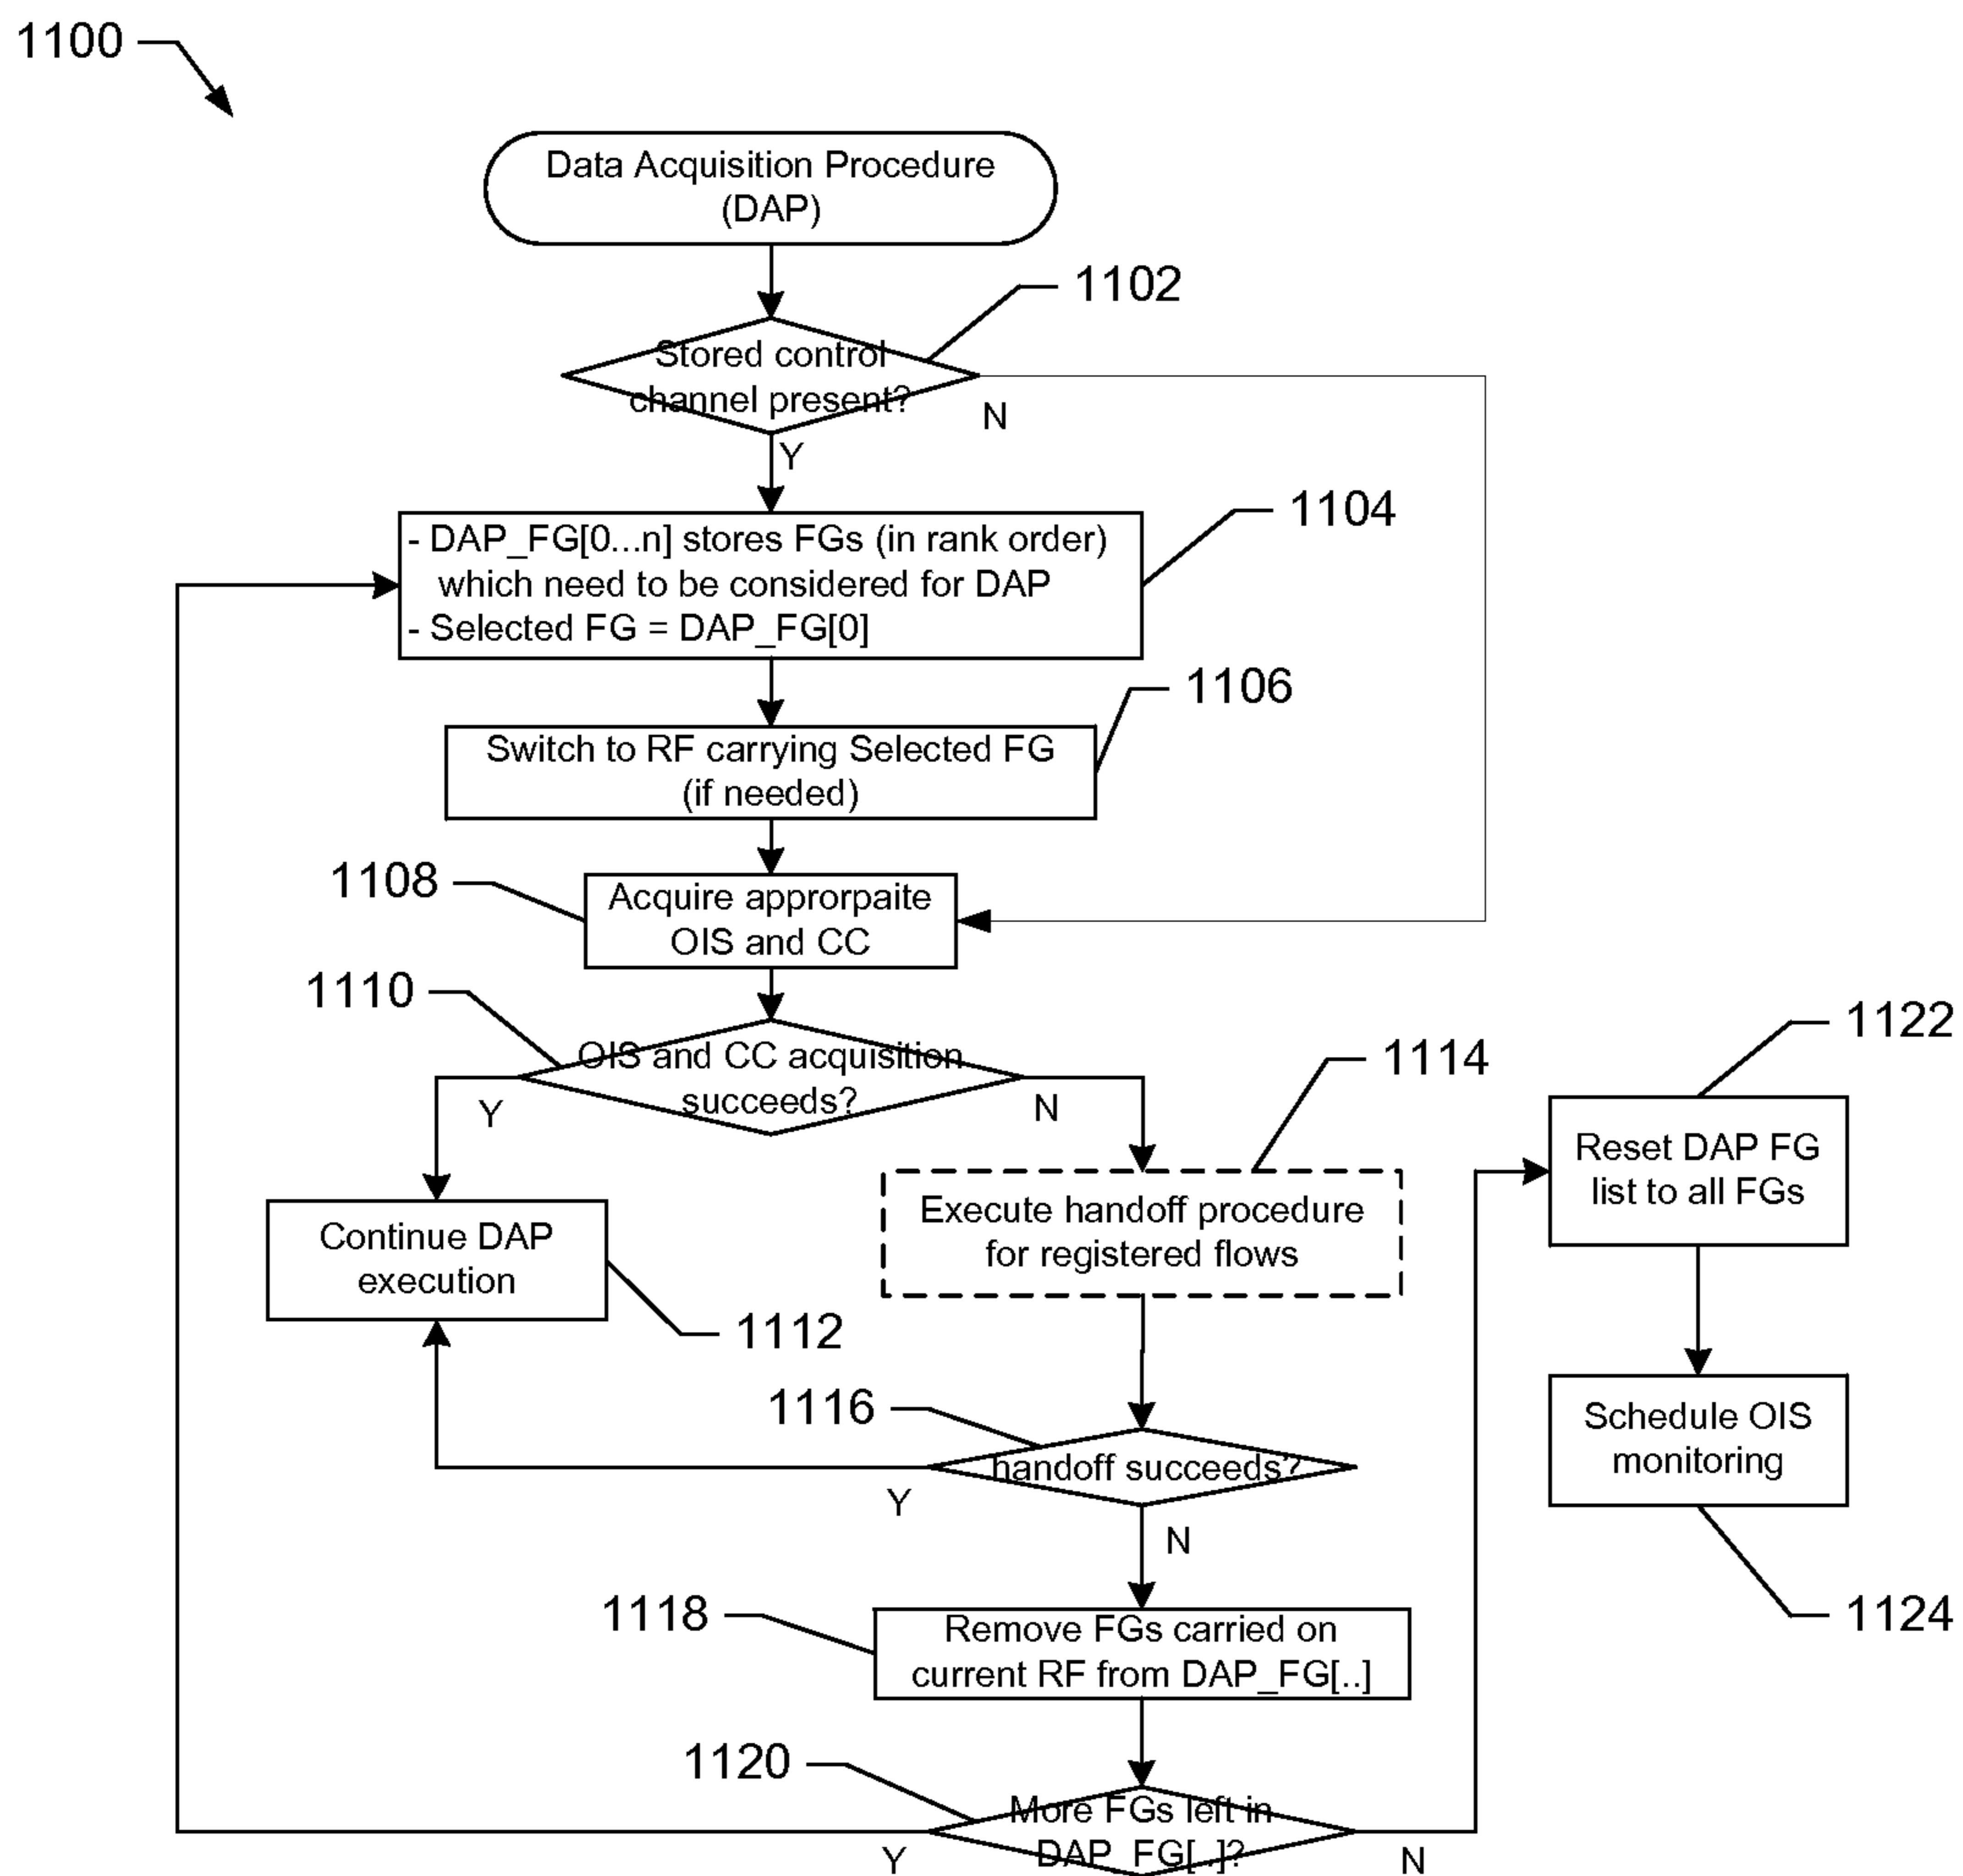 1100
Data Acquisition Procedure
(DAP)
1102
Stored control
channel present?
N
Y
1104
- DAP_FG[0...n] stores FGs (in rank order)
which need to be considered for DAP
- Selected FG = DAP_FG[0]
1106
Switch to RF carrying Selected FG
(if needed)
1108
Acquire approrpaite
OIS and CC
1110
OIS and CC acquisition
succeeds?
Y
N
1114
1122
Reset DAP FG
list to all FGs
Execute handoff procedure
for registered flows
Continue DAP
execution
1112
1116
handoff succeeds?
Y
N
Schedule OIS
monitoring
1124
1118
Remove FGs carried on
current RF from DAP_FG[..]
1120
More FGs left in
DAP_FG[..]?
Y
N